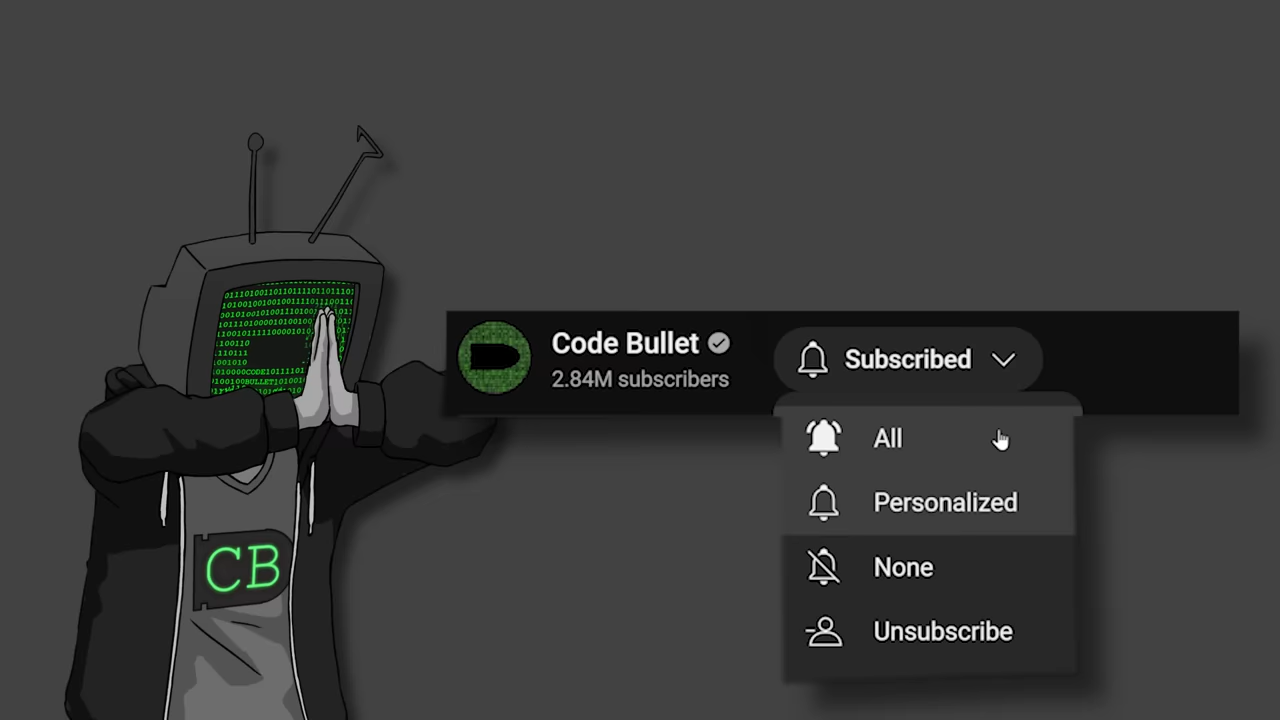 Code Bullet
2.84M subscribers
Subscribed
All
Personalized
None
Unsubscribe
CB